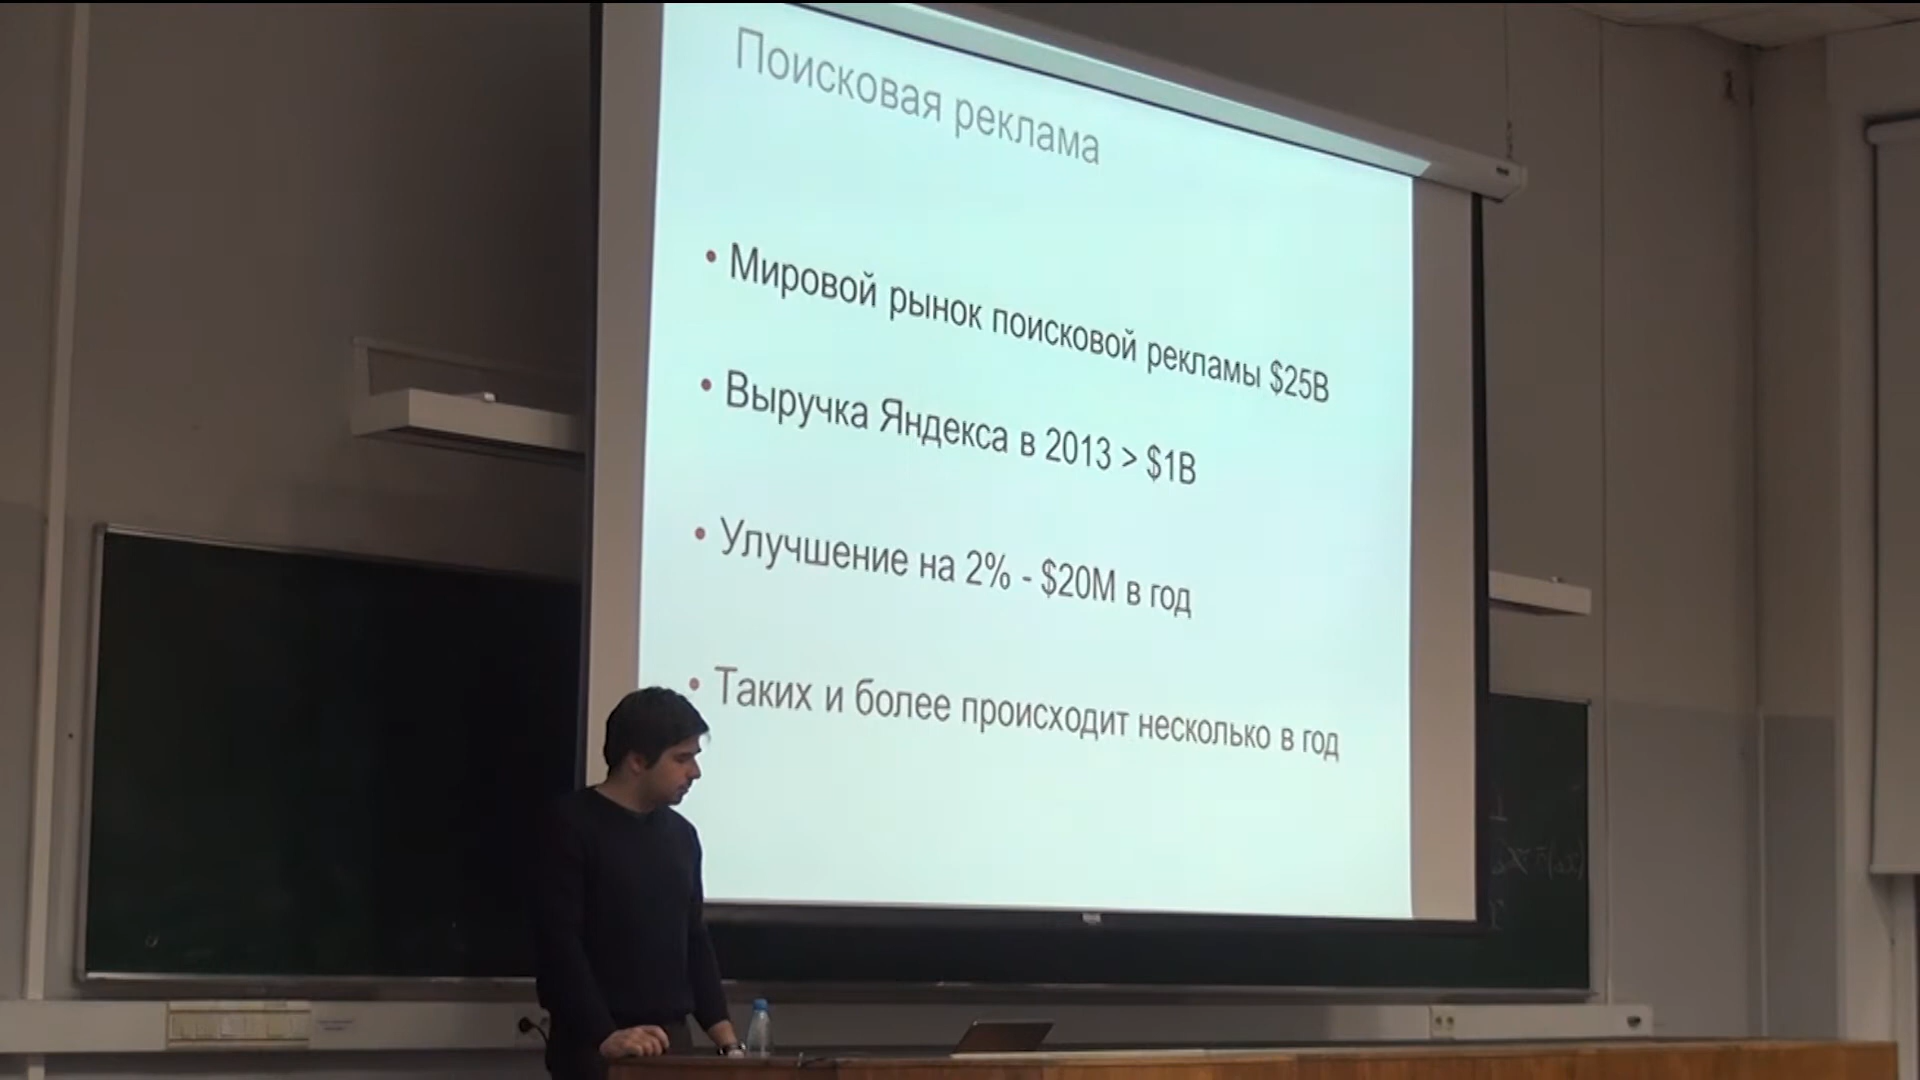 Поисковая реклама
• Мировой рынок поисковой рекламы $25B
• Выручка Яндекса в 2013 > $1B
• Улучшение на 2% - $20M в год
• Таких и более происходит несколько в год